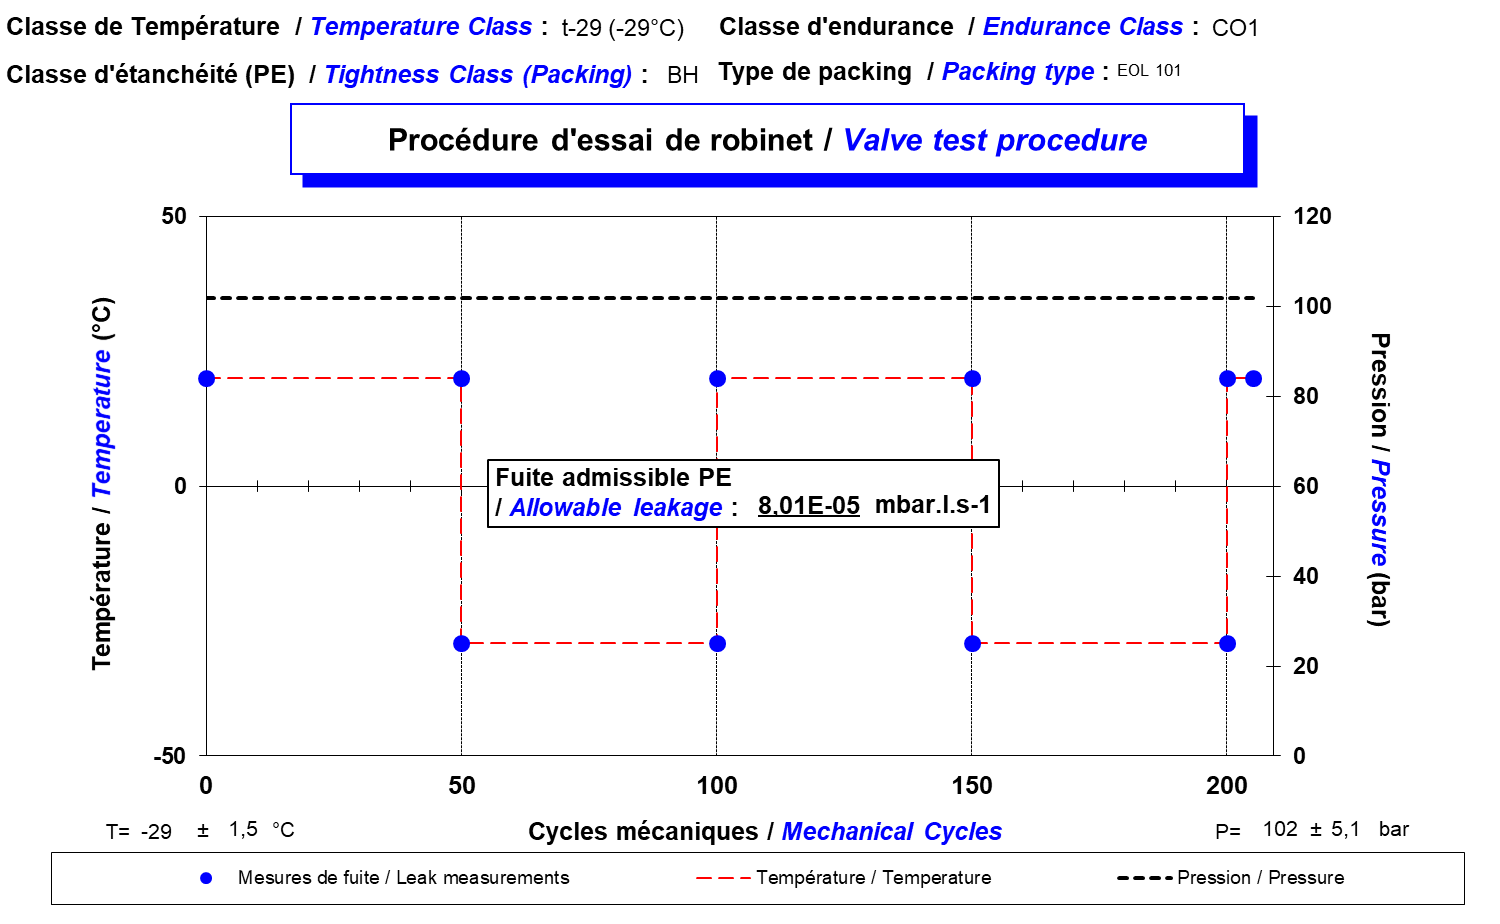 Classe de Température / Temperature Class : t-29 (-29°C) Classe d'endurance / Endurance Class : CO1
Classe d'étanchéité (PE) / Tightness Class (Packing) : BH Type de packing / Packing type : EOL 101
Procédure d'essai de robinet / Valve test procedure
50 120
100
80
0 60
40
20
-50 0
Température / Temperature (°C)
Pression / Pressure (bar)
Fuite admissible PE
/ Allowable leakage : 8,01E-05 mbar.l.s-1
0 50 100 150 200
T= -29 ± 1,5 °C Cycles mécaniques / Mechanical Cycles P= 102 ± 5,1 bar
Mesures de fuite / Leak measurements Température / Temperature Pression / Pressure